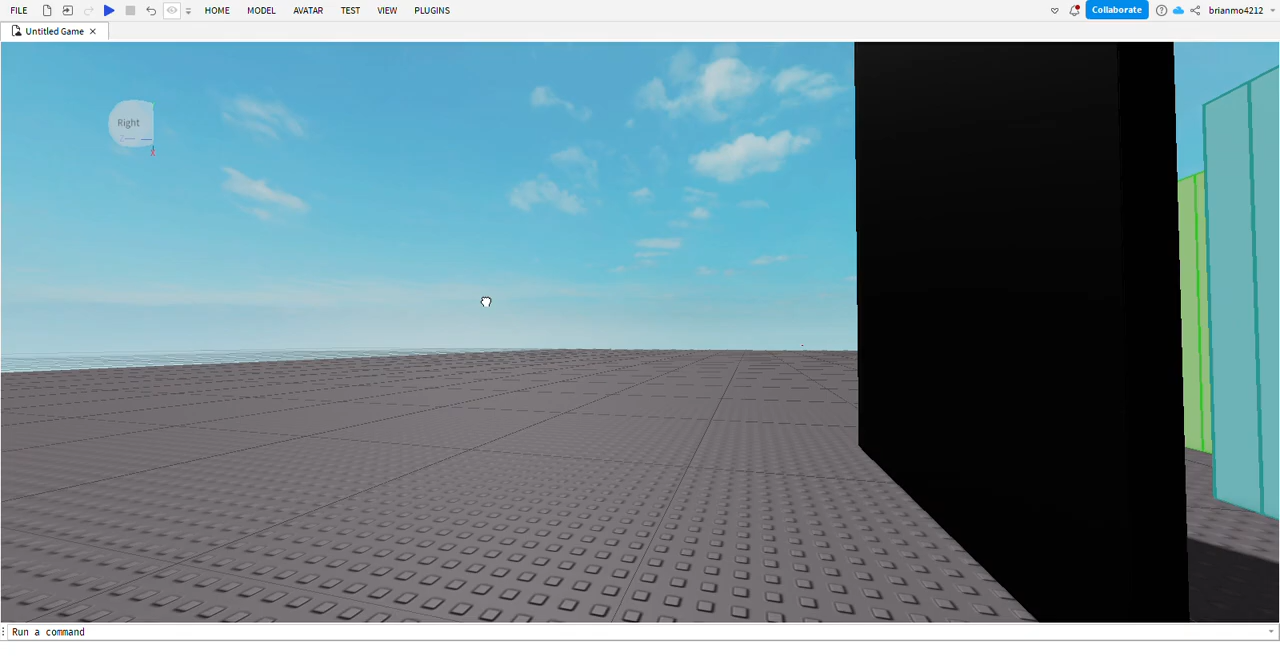 FILE HOME MODEL AVATAR TEST VIEW PLUGINS Collaborate brianmo4212
Untitled Game
Right
Z
X
Run a command